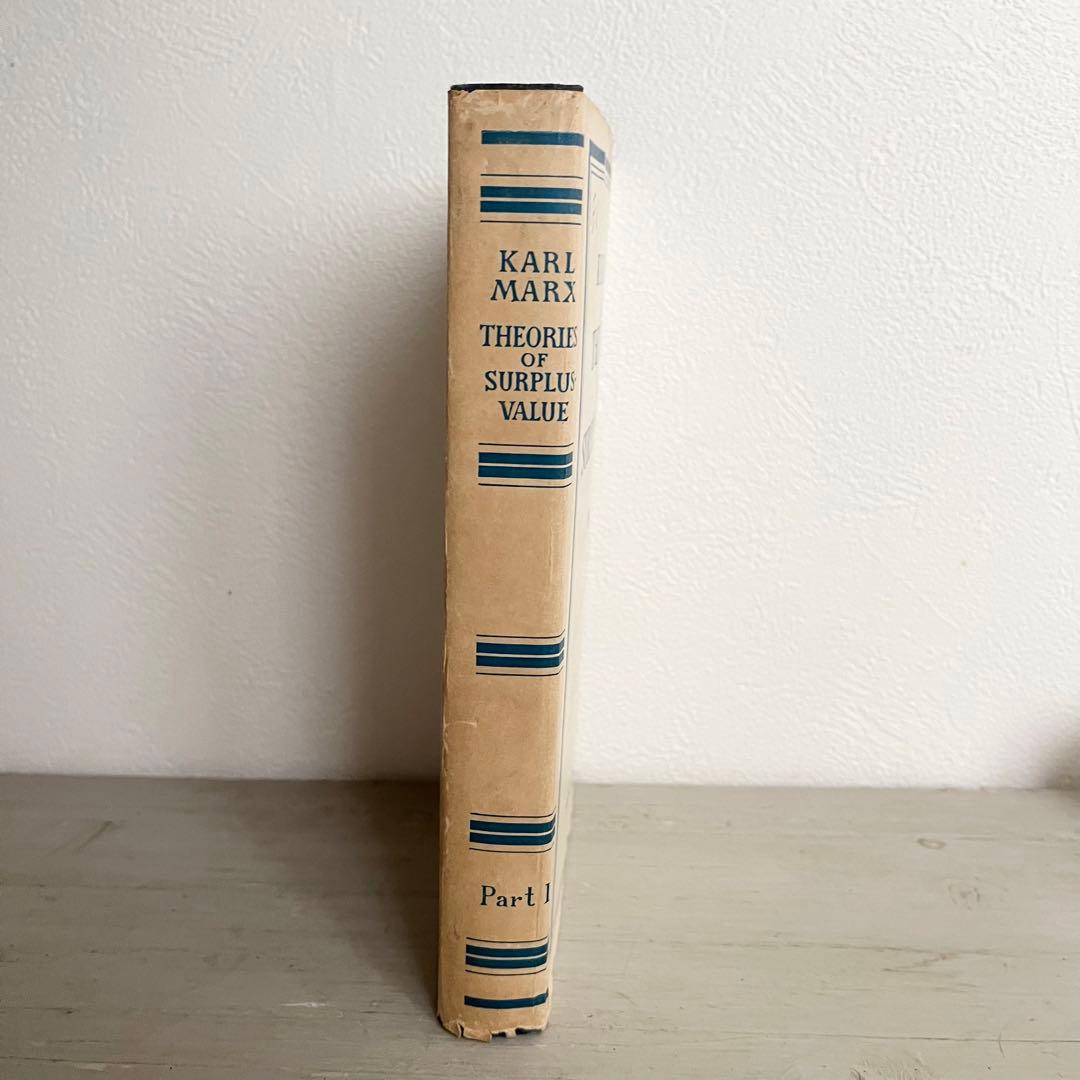 KARL
MARX
THEORIES
OF
SURPLUS-
VALUE
Part I